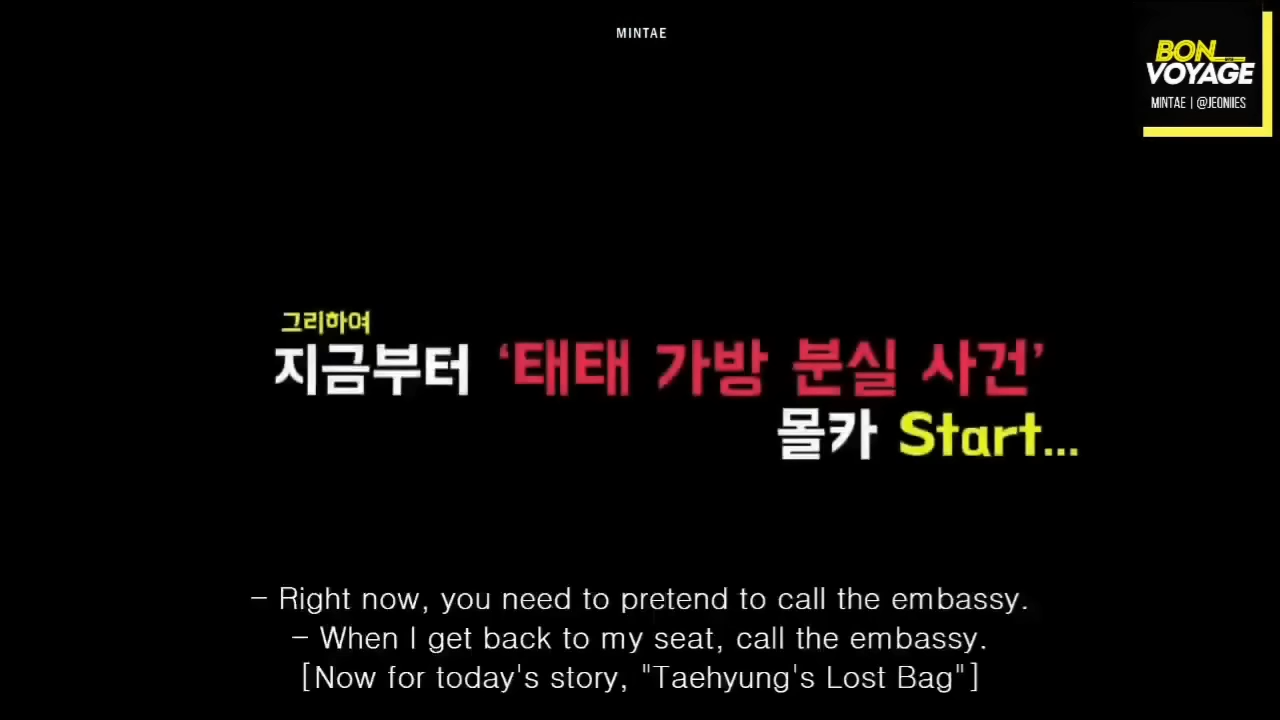 MINTAE
BON
VOYAGE
MINTAE | @JEONIIES
그리하여
지금부터 ‘태태 가방 분실 사건’
몰카 Start...
- Right now, you need to pretend to call the embassy.
- When I get back to my seat, call the embassy.
[Now for today's story, "Taehyung's Lost Bag"]